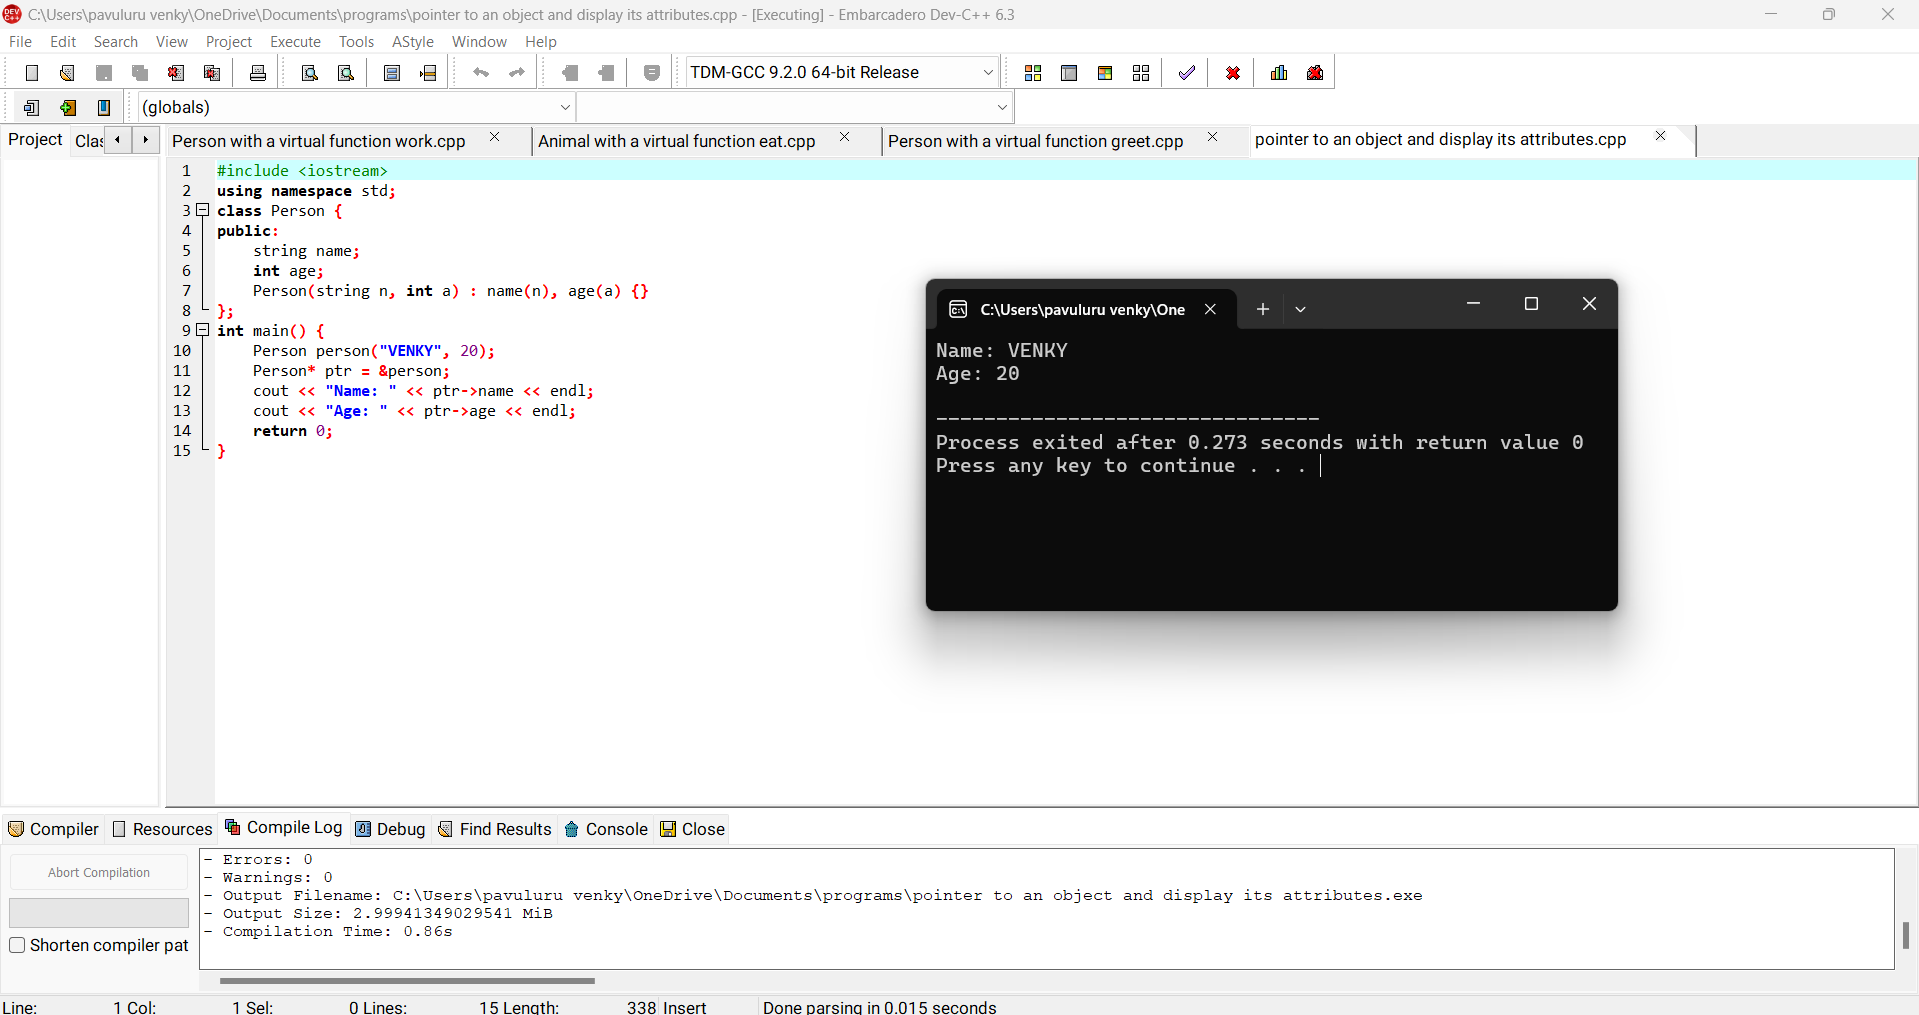 C:\Users\pavuluru venky\OneDrive\Documents\programs\pointer to an object and display its attributes.cpp - [Executing] - Embarcadero Dev-C++ 6.3
File Edit Search View Project Execute Tools AStyle Window Help
TDM-GCC 9.2.0 64-bit Release
(globals)
Project Clas Person with a virtual function work.cpp Animal with a virtual function eat.cpp Person with a virtual function greet.cpp pointer to an object and display its attributes.cpp
1 #include <iostream>
2 using namespace std;
3 class Person {
4 public:
5 string name;
6 int age;
7 Person(string n, int a) : name(n), age(a) {}
8 };
9 int main() {
10 Person person("VENKY", 20);
11 Person* ptr = &person;
12 cout << "Name: " << ptr->name << endl;
13 cout << "Age: " << ptr->age << endl;
14 return 0;
15 }
C:\Users\pavuluru venky\One
Name: VENKY
Age: 20
--------------------------------
Process exited after 0.273 seconds with return value 0
Press any key to continue . . .
Compiler Resources Compile Log Debug Find Results Console Close
Abort Compilation
Shorten compiler pat
- Errors: 0
- Warnings: 0
- Output Filename: C:\Users\pavuluru venky\OneDrive\Documents\programs\pointer to an object and display its attributes.exe
- Output Size: 2.99941349029541 MiB
- Compilation Time: 0.86s
Line: 1 Col: 1 Sel: 0 Lines: 15 Length: 338 Insert Done parsing in 0.015 seconds